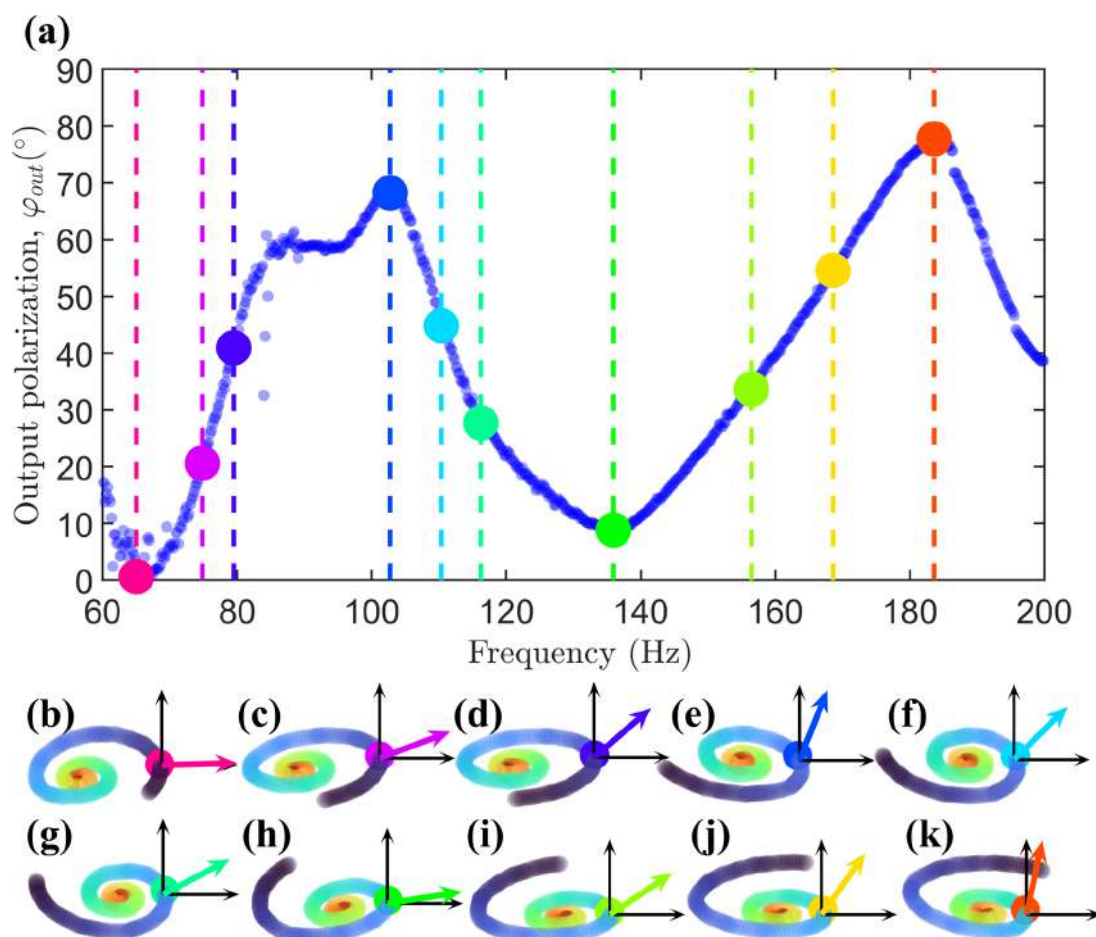 (a)
90
80
70
60
50
40
30
20
10
0
Output polarization, φout(°)
60 80 100 120 140 160 180 200
Frequency (Hz)
(b) (c) (d) (e) (f)
(g) (h) (i) (j) (k)